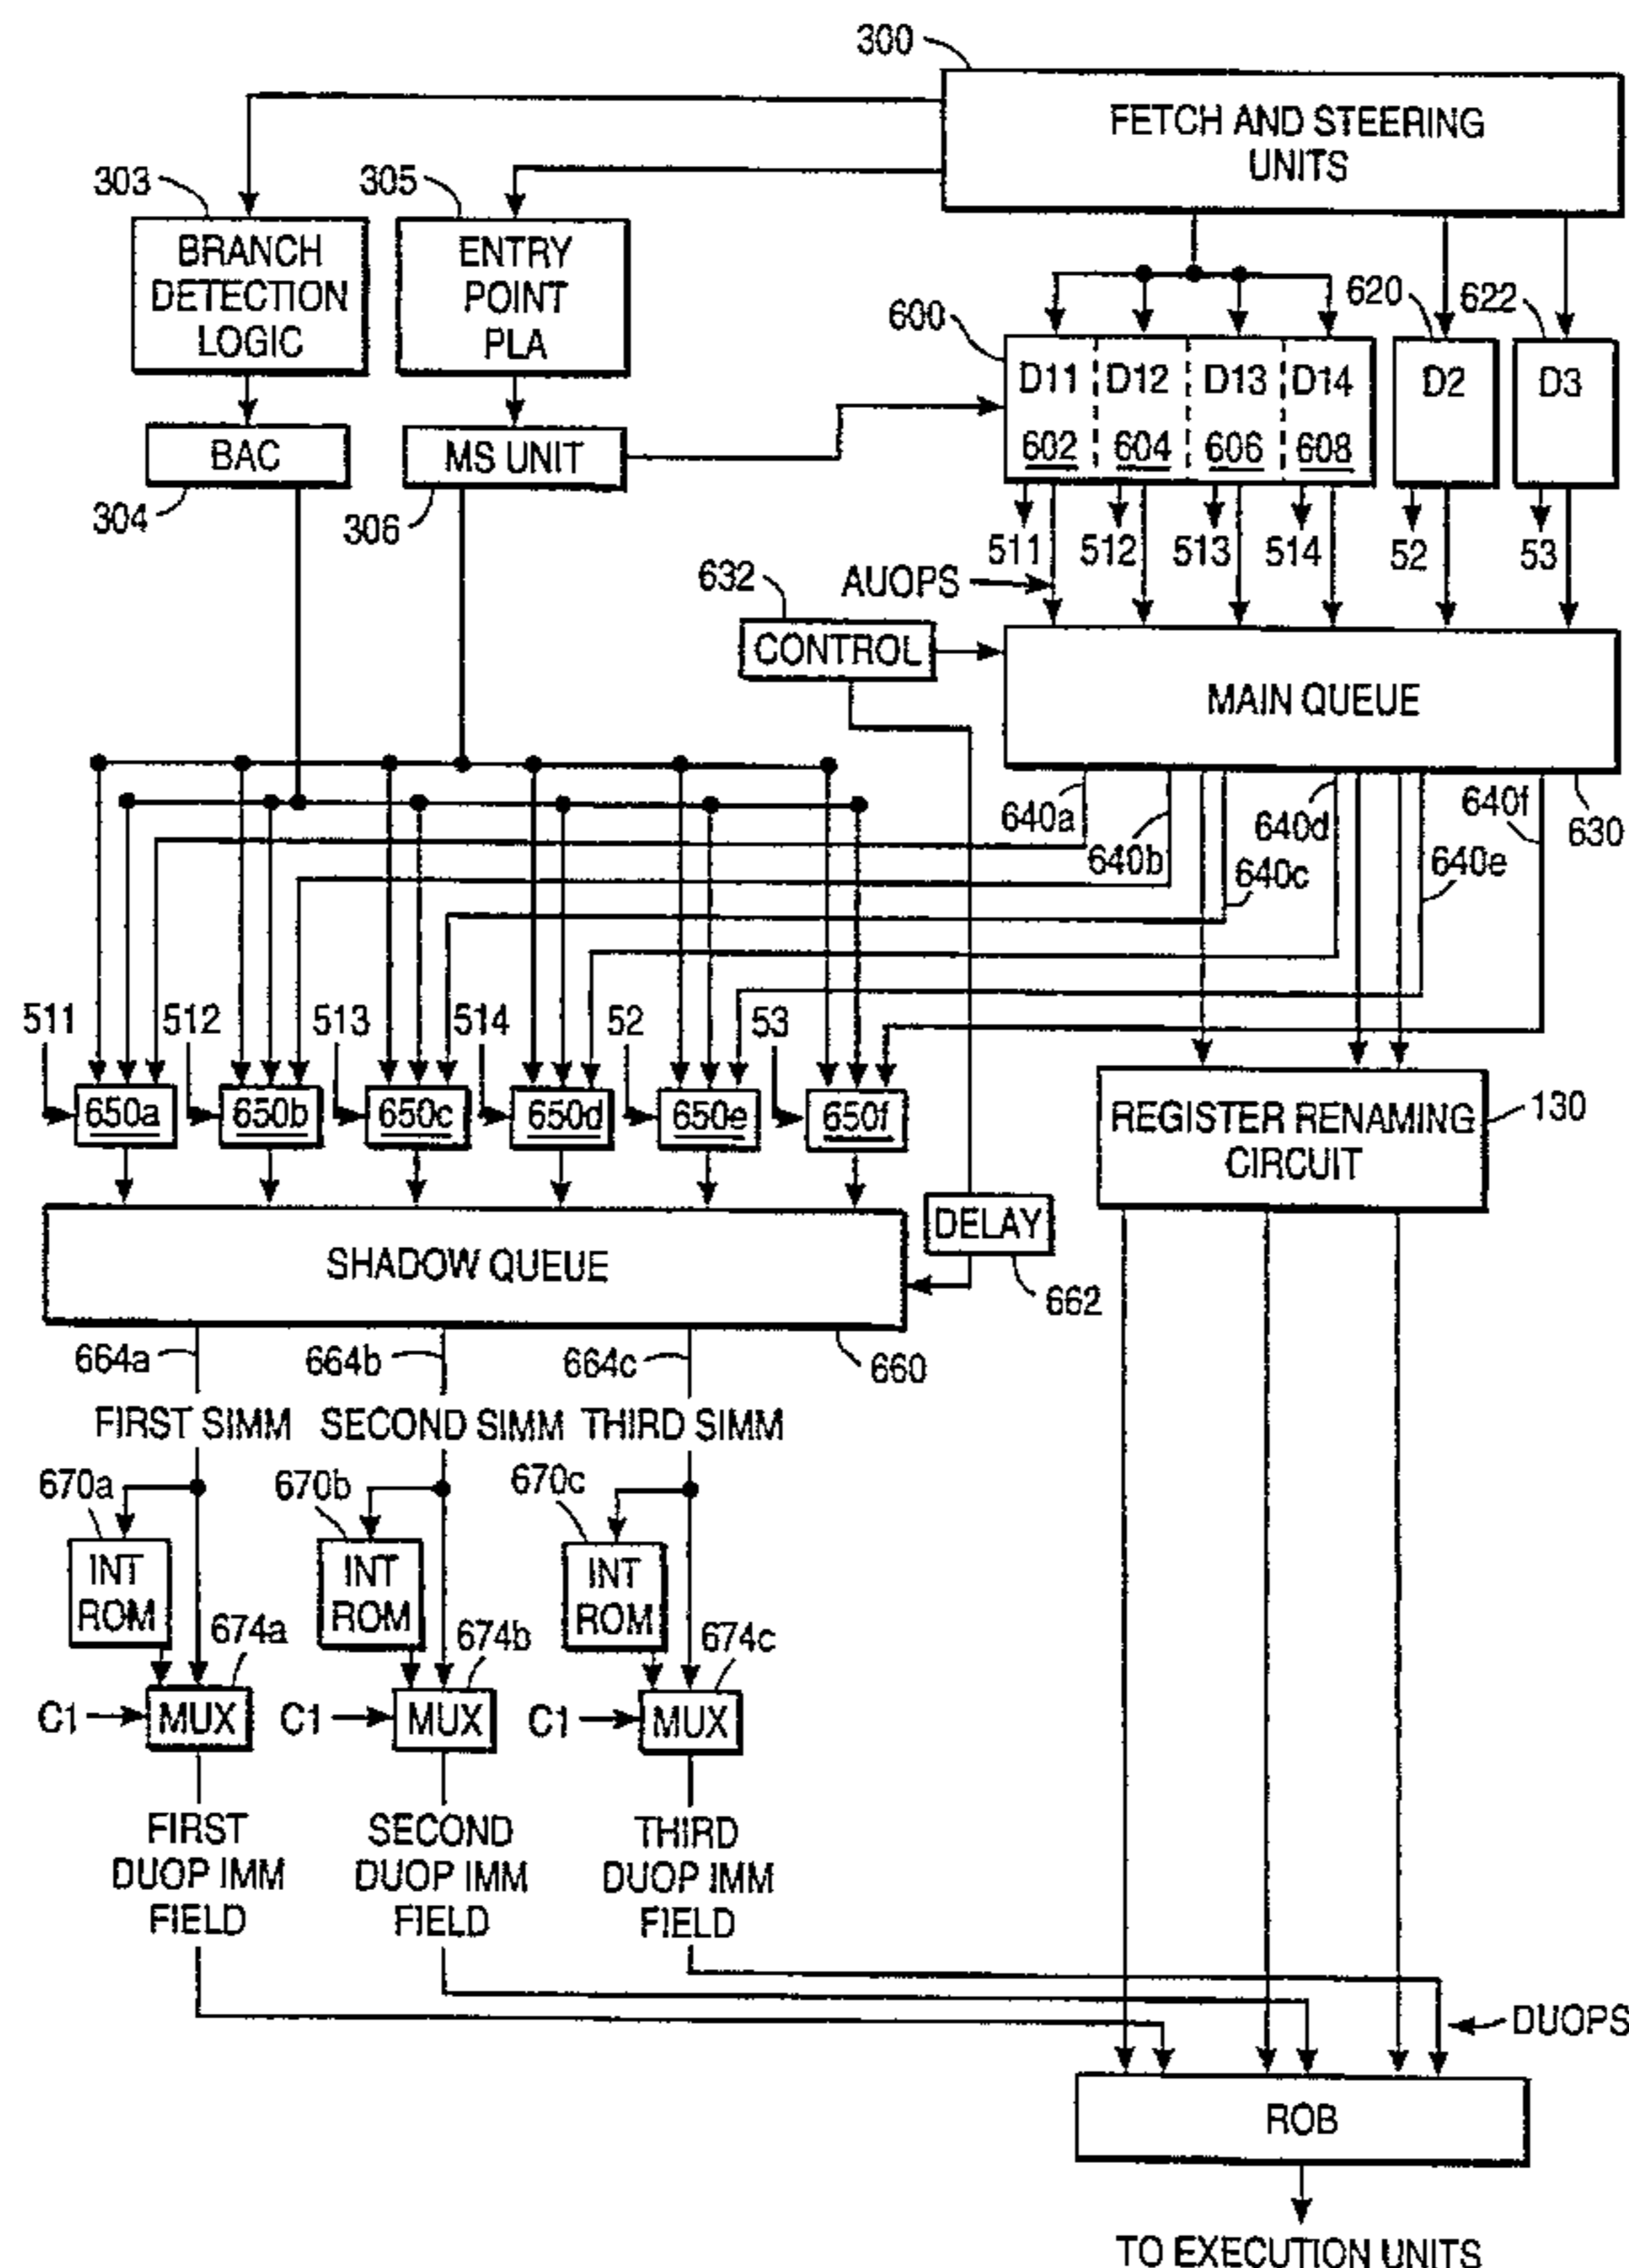 300
FETCH AND STEERING
UNITS
303
305
BRANCH
DETECTION
LOGIC
ENTRY
POINT
PLA
620
622
600
D11
D12
D13
D14
D2
D3
602
604
606
608
BAC
MS UNIT
304
306
511
512
513
514
52
53
632
AUOPS
CONTROL
MAIN QUEUE
640a
640b
640c
640d
640e
640f
630
511
512
513
514
52
53
650a
650b
650c
650d
650e
650f
REGISTER RENAMING
CIRCUIT
130
SHADOW QUEUE
DELAY
662
664a
664b
664c
660
FIRST SIMM
SECOND SIMM
THIRD SIMM
670a
670b
670c
INT
ROM
INT
ROM
INT
ROM
674a
674b
674c
C1
MUX
C1
MUX
C1
MUX
FIRST
DUOP IMM
FIELD
SECOND
DUOP IMM
FIELD
THIRD
DUOP IMM
FIELD
DUOPS
ROB
TO EXECUTION UNITS